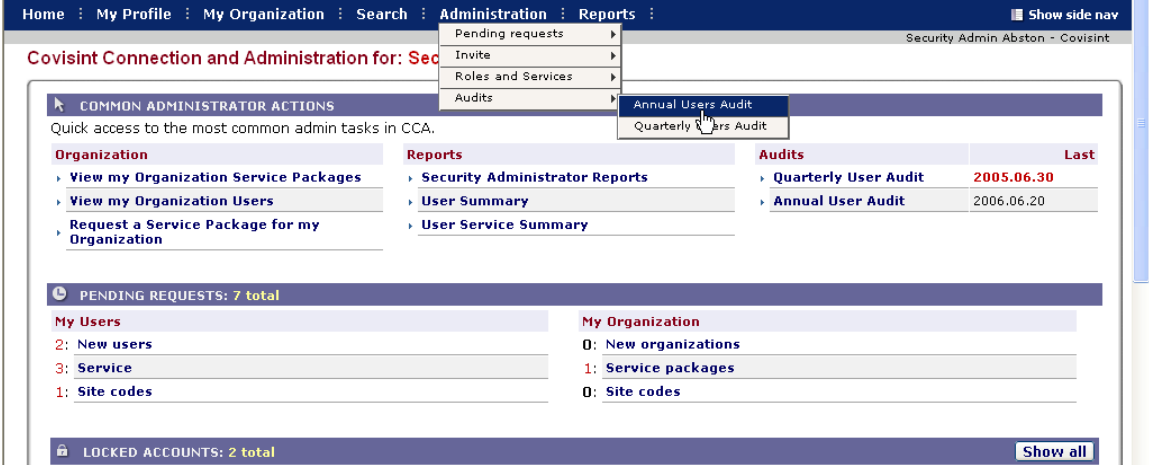 Home : My Profile : My Organization : Search : Administration : Reports :
Show side nav
Security Admin Abston - Covisint
Pending requests
Invite
Roles and Services
Audits
Annual Users Audit
Quarterly Users Audit
Covisint Connection and Administration for: Sec
COMMON ADMINISTRATOR ACTIONS
Quick access to the most common admin tasks in CCA.
Organization
View my Organization Service Packages
View my Organization Users
Request a Service Package for my
Organization
Reports
Security Administrator Reports
User Summary
User Service Summary
Audits Last
Quarterly User Audit 2005.06.30
Annual User Audit 2006.06.20
PENDING REQUESTS: 7 total
My Users
2: New users
3: Service
1: Site codes
My Organization
0: New organizations
1: Service packages
0: Site codes
LOCKED ACCOUNTS: 2 total
Show all